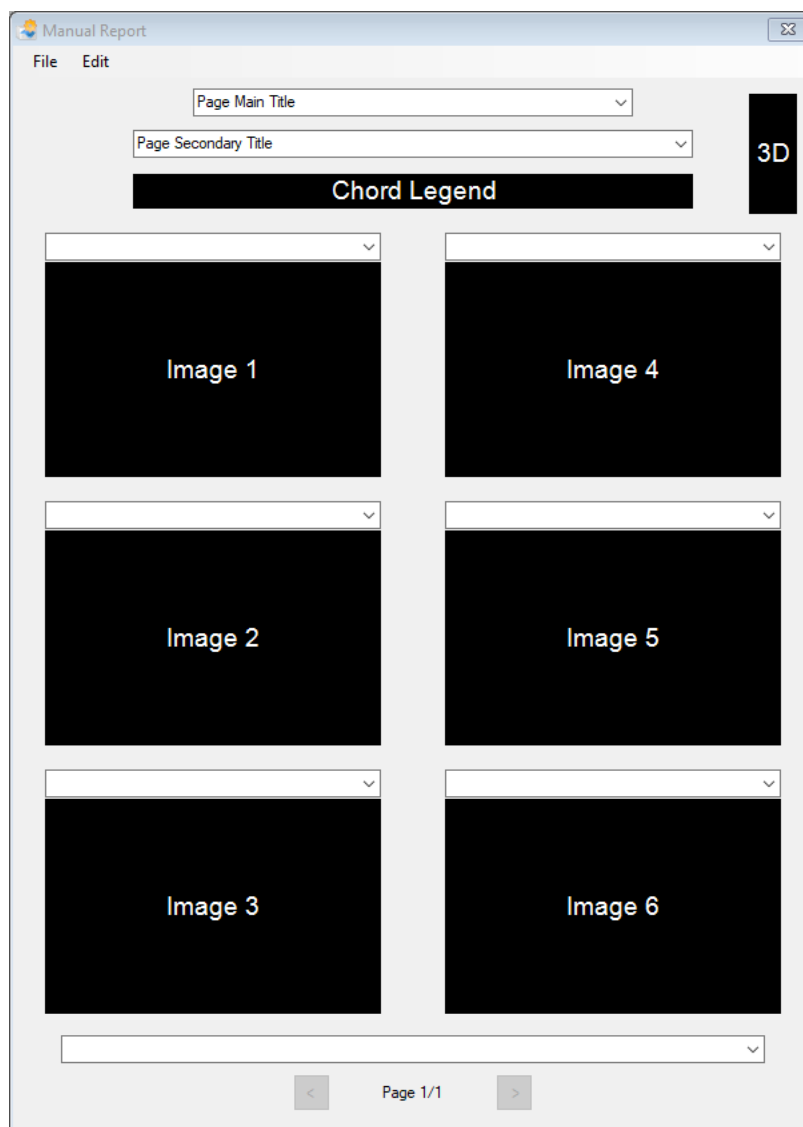 Manual Report
File Edit
Page Main Title
Page Secondary Title
3D
Chord Legend
Image 1
Image 4
Image 2
Image 5
Image 3
Image 6
< Page 1/1 >